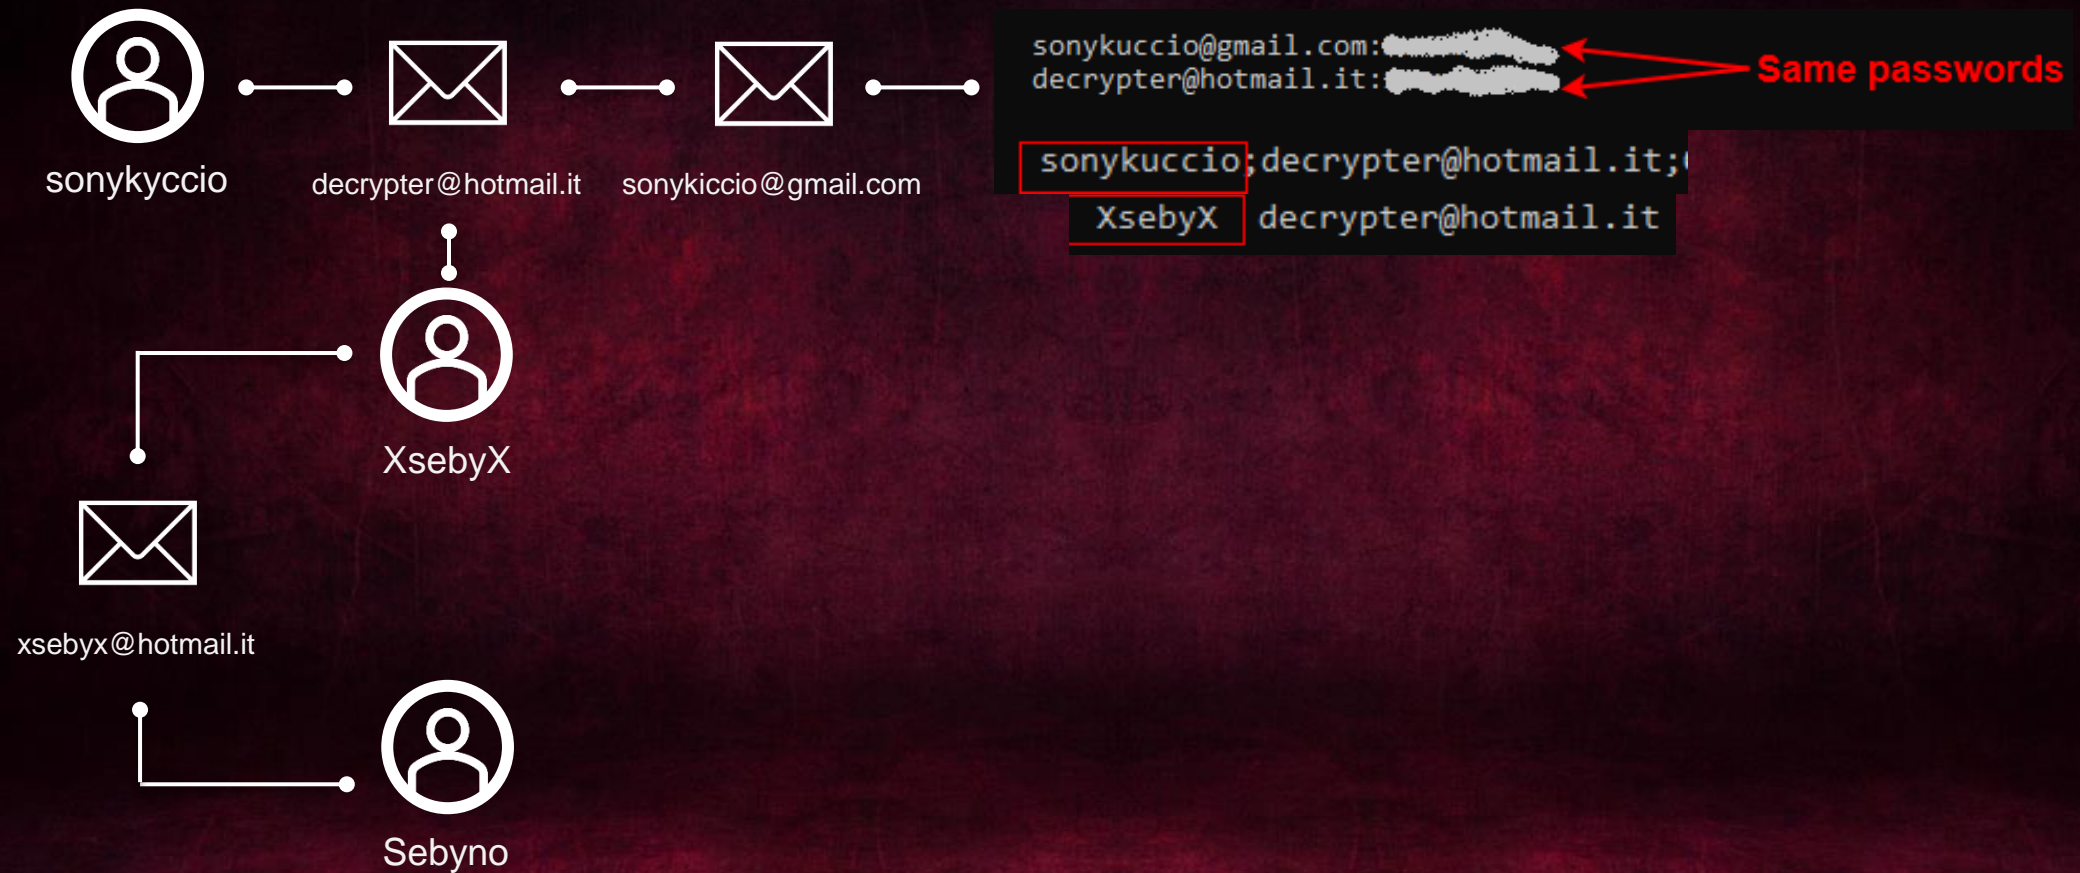 sonykuccio@gmail.com:
decrypter@hotmail.it:
Same passwords
sonykyccio
decrypter@hotmail.it
sonykiccio@gmail.com
sonykuccio;decrypter@hotmail.it;
XsebyX decrypter@hotmail.it
XsebyX
xsebyx@hotmail.it
Sebyno